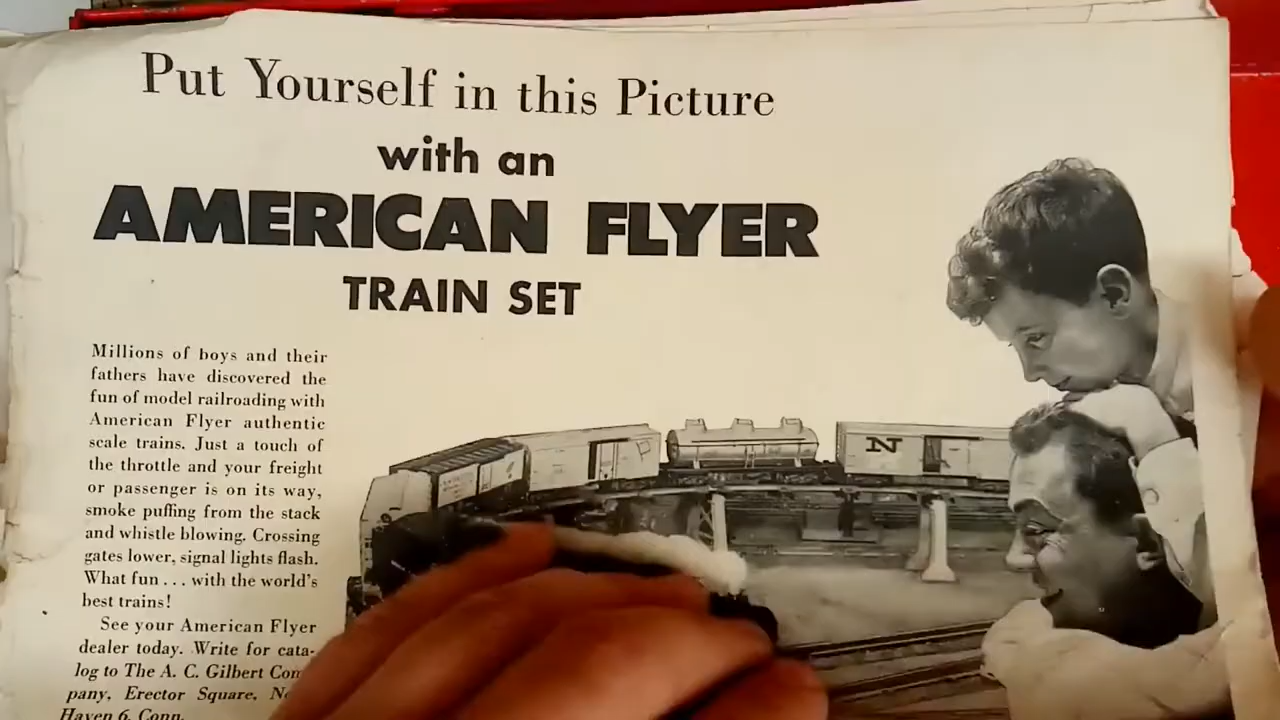 Put Yourself in this Picture
with an
AMERICAN FLYER
TRAIN SET
Millions of boys and their
fathers have discovered the
fun of model railroading with
American Flyer authentic
scale trains. Just a touch of
the throttle and your freight
or passenger is on its way,
smoke puffing from the stack
and whistle blowing. Crossing
gates lower, signal lights flash.
What fun . . . with the world's
best trains!
See your American Flyer
dealer today. Write for cata-
log to The A. C. Gilbert Com
pany, Erector Square,
Haven 6, Conn.
N